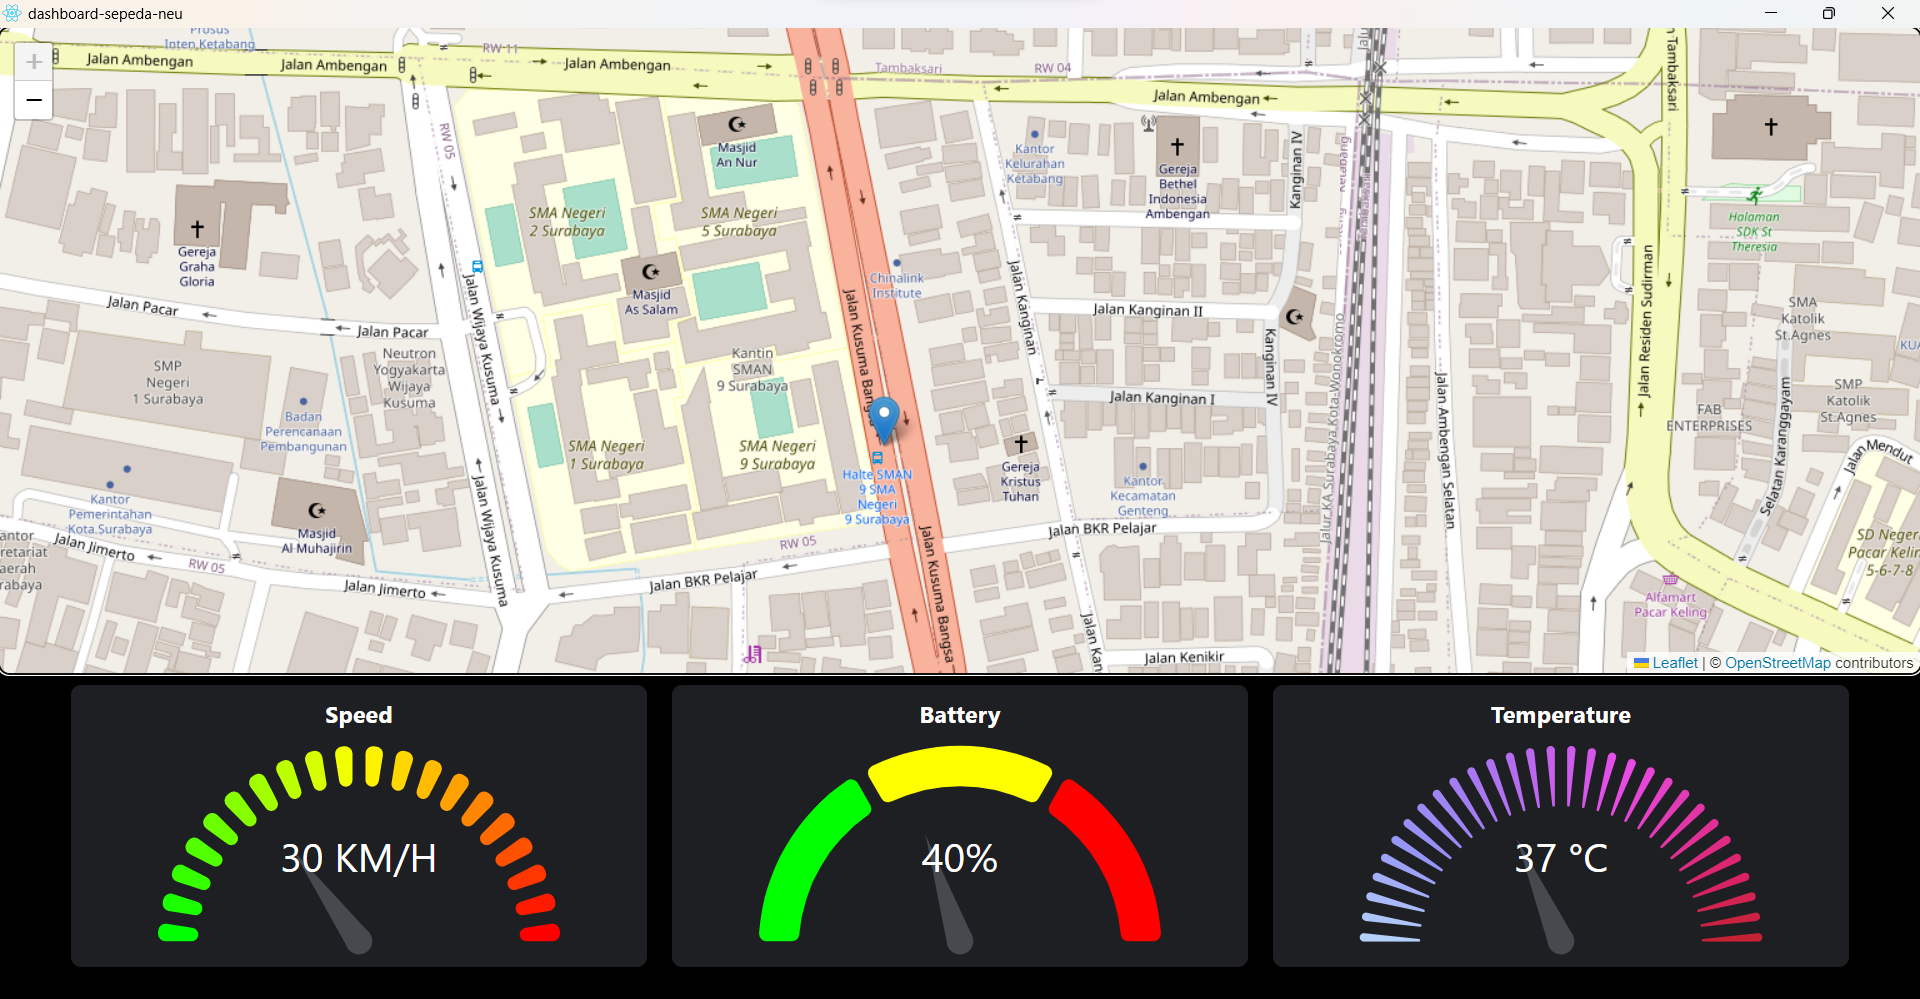 dashboard-sepeda-neu
Prosus
Inten Ketabang
RW 11
Jalan Ambengan
Jalan Ambengan
Jalan Ambengan
Tambaksari
RW 04
Jalan Ambengan
Tambaksari
+
−
RW 05
Masjid
An Nur
Kantor
Kelurahan
Ketabang
Gereja
Bethel
Indonesia
Ambengan
Kanginan IV
SMA Negeri
2 Surabaya
SMA Negeri
5 Surabaya
Halaman
SDK St
Theresia
Gereja
Graha
Gloria
Masjid
As Salam
Chinalink
Institute
Jalan Kanginan
Jalan Kanginan II
Jalan Pacar
Jalan Pacar
Jalan Wijaya Kusuma
SMA
Katolik
St.Agnes
Jalan Residen Sudirman
Neutron
Yogyakarta
Wijaya
Kusuma
Kantin
SMAN
9 Surabaya
SMP
Negeri
1 Surabaya
Kanginan IV
Jalan Kanginan I
SMP
Katolik
St.Agnes
FAB
ENTERPRISES
Badan
Perencanaan
Pembangunan
SMA Negeri
1 Surabaya
SMA Negeri
9 Surabaya
Halte SMAN
9 SMA
Negeri
9 Surabaya
Gereja
Kristus
Tuhan
Kantor
Kecamatan
Genteng
Jalur KA Surabaya Kota-Wonokromo
Jalan Ambengan Selatan
Selatan Karanggayam
Jalan Mendut
Kantor
Pemerintahan
Kota Surabaya
Masjid
Al Muhajirin
Jalan Wijaya Kusuma
Jalan BKR Pelajar
RW 05
Jalan Jimerto
RW 05
Jalan Jimerto
Jalan BKR Pelajar
Jalan Kusuma Bangsa
SD Negeri
Pacar Kelin
5-6-7-8
Alfamart
Pacar Keling
Jalan Kan
Jalan Kenikir
Leaflet | © OpenStreetMap contributors
Speed
30 KM/H
Battery
40%
Temperature
37 °C